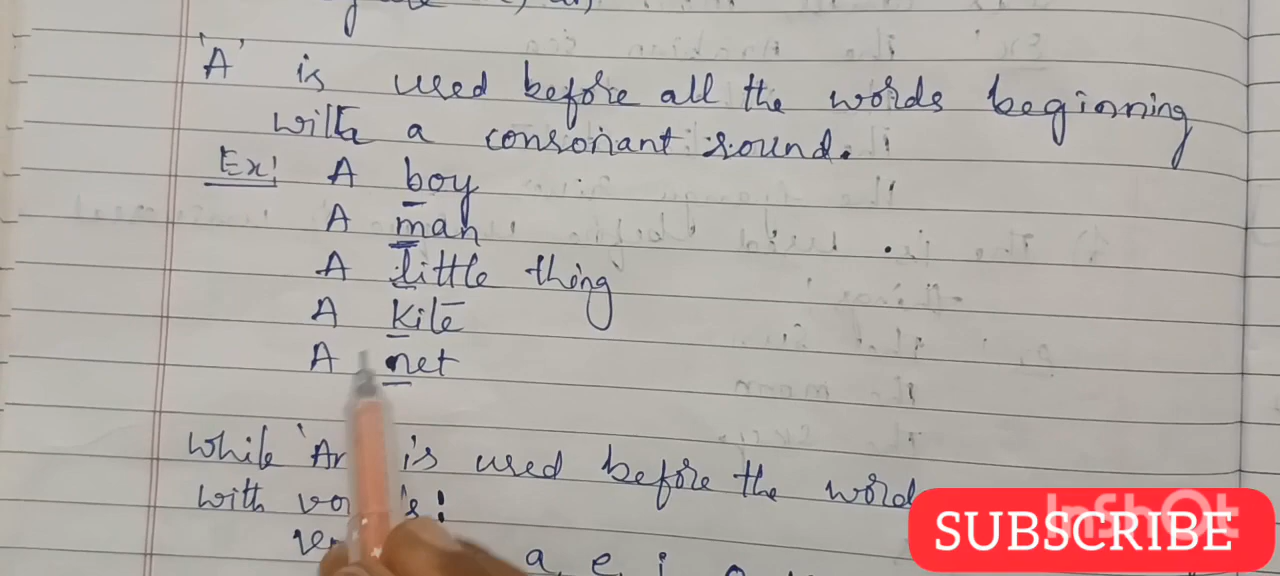 'A' is used before all the words beginning
with a consonant sound.
Ex: A boy
A man
A little thing
A kite
A net
While 'An is used before the word
with
a, e, i
InShOt
SUBSCRIBE